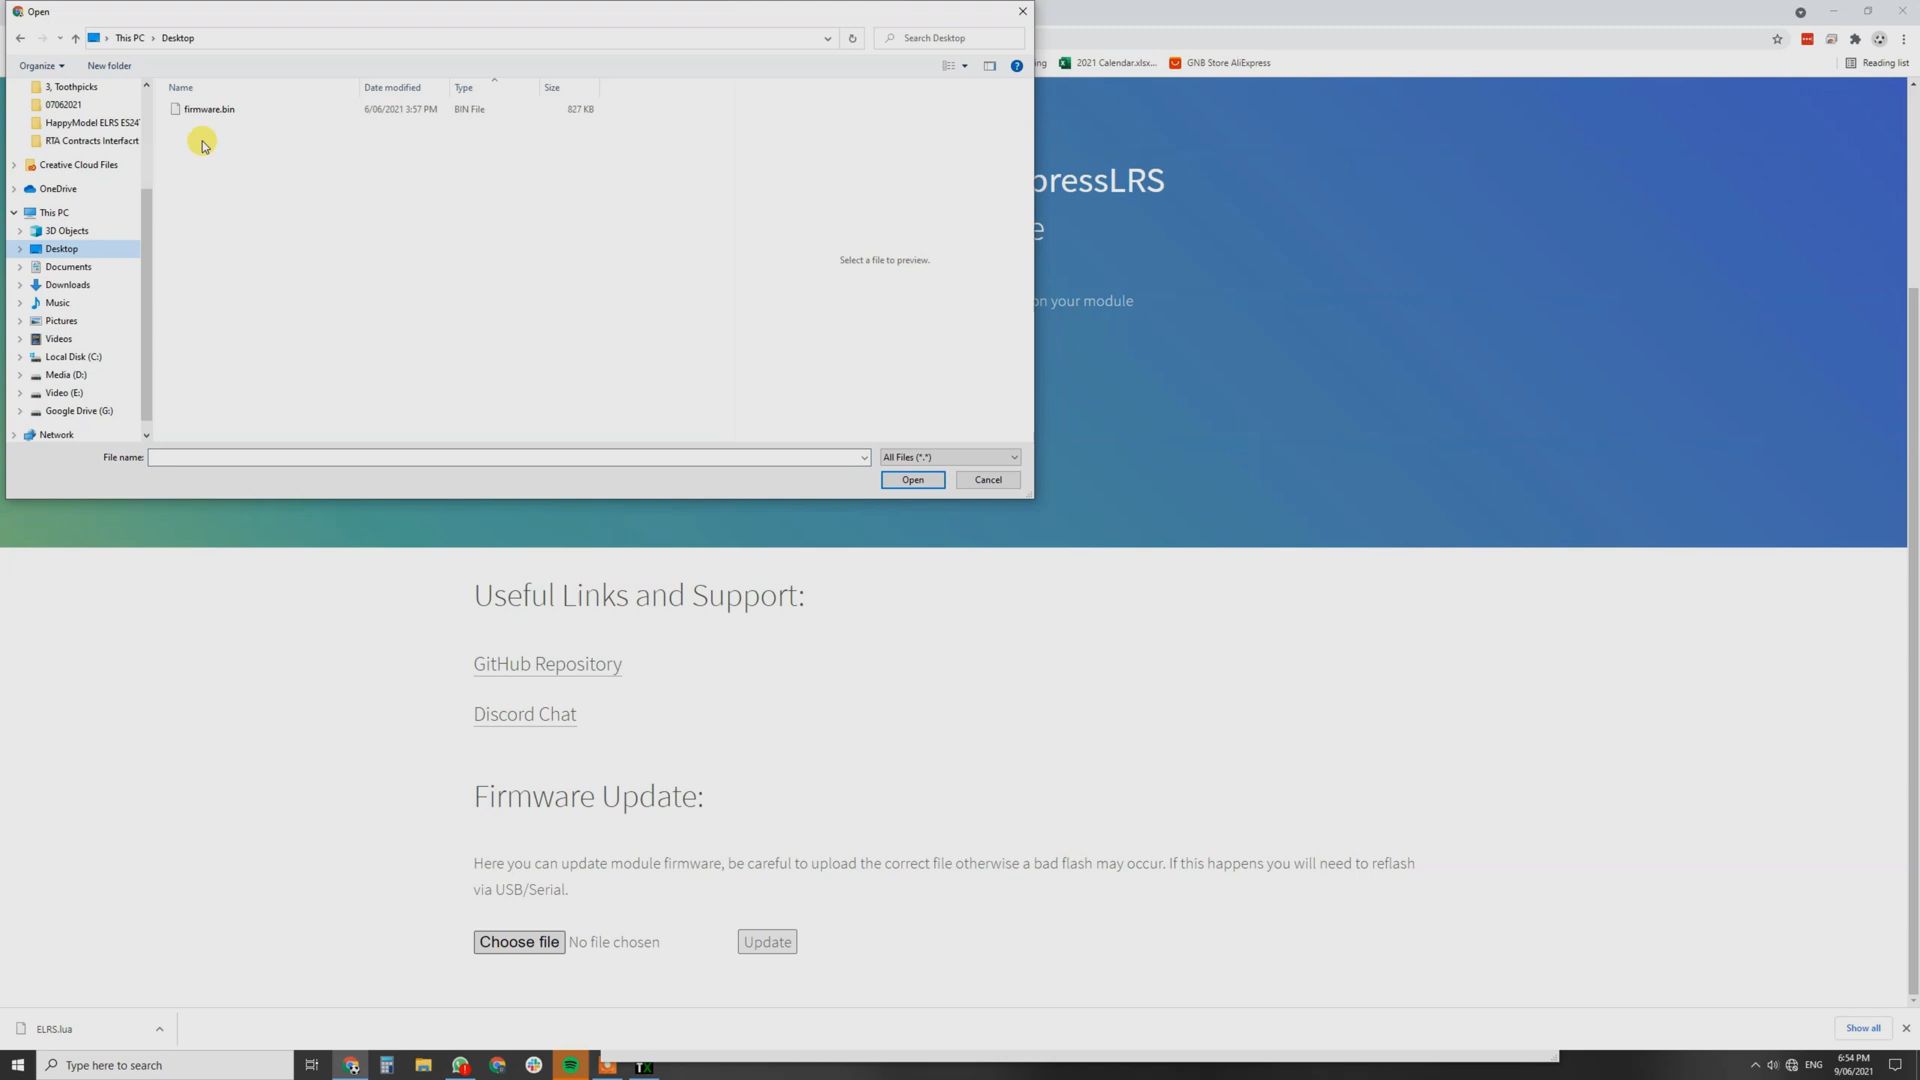 Open
This PC > Desktop
Search Desktop
Organize
New folder
Name
Date modified
Type
Size
firmware.bin
6/06/2021 3:57 PM
BIN File
827 KB
3, Toothpicks
07062021
HappyModel ELRS ES24
RTA Contracts Interfacrt
Creative Cloud Files
OneDrive
This PC
3D Objects
Desktop
Documents
Downloads
Music
Pictures
Videos
Local Disk (C:)
Media (D:)
Video (E:)
Google Drive (G:)
Network
Select a file to preview.
File name:
All Files (*.*)
Open
Cancel
ng
2021 Calendar.xlsx...
GNB Store AliExpress
Reading list
pressLRS
e
on your module
Useful Links and Support:
GitHub Repository
Discord Chat
Firmware Update:
Here you can update module firmware, be careful to upload the correct file otherwise a bad flash may occur. If this happens you will need to reflash
via USB/Serial.
Choose file No file chosen
Update
ELRS.lua
Show all
Type here to search
TX
ENG
6:54 PM
9/06/2021